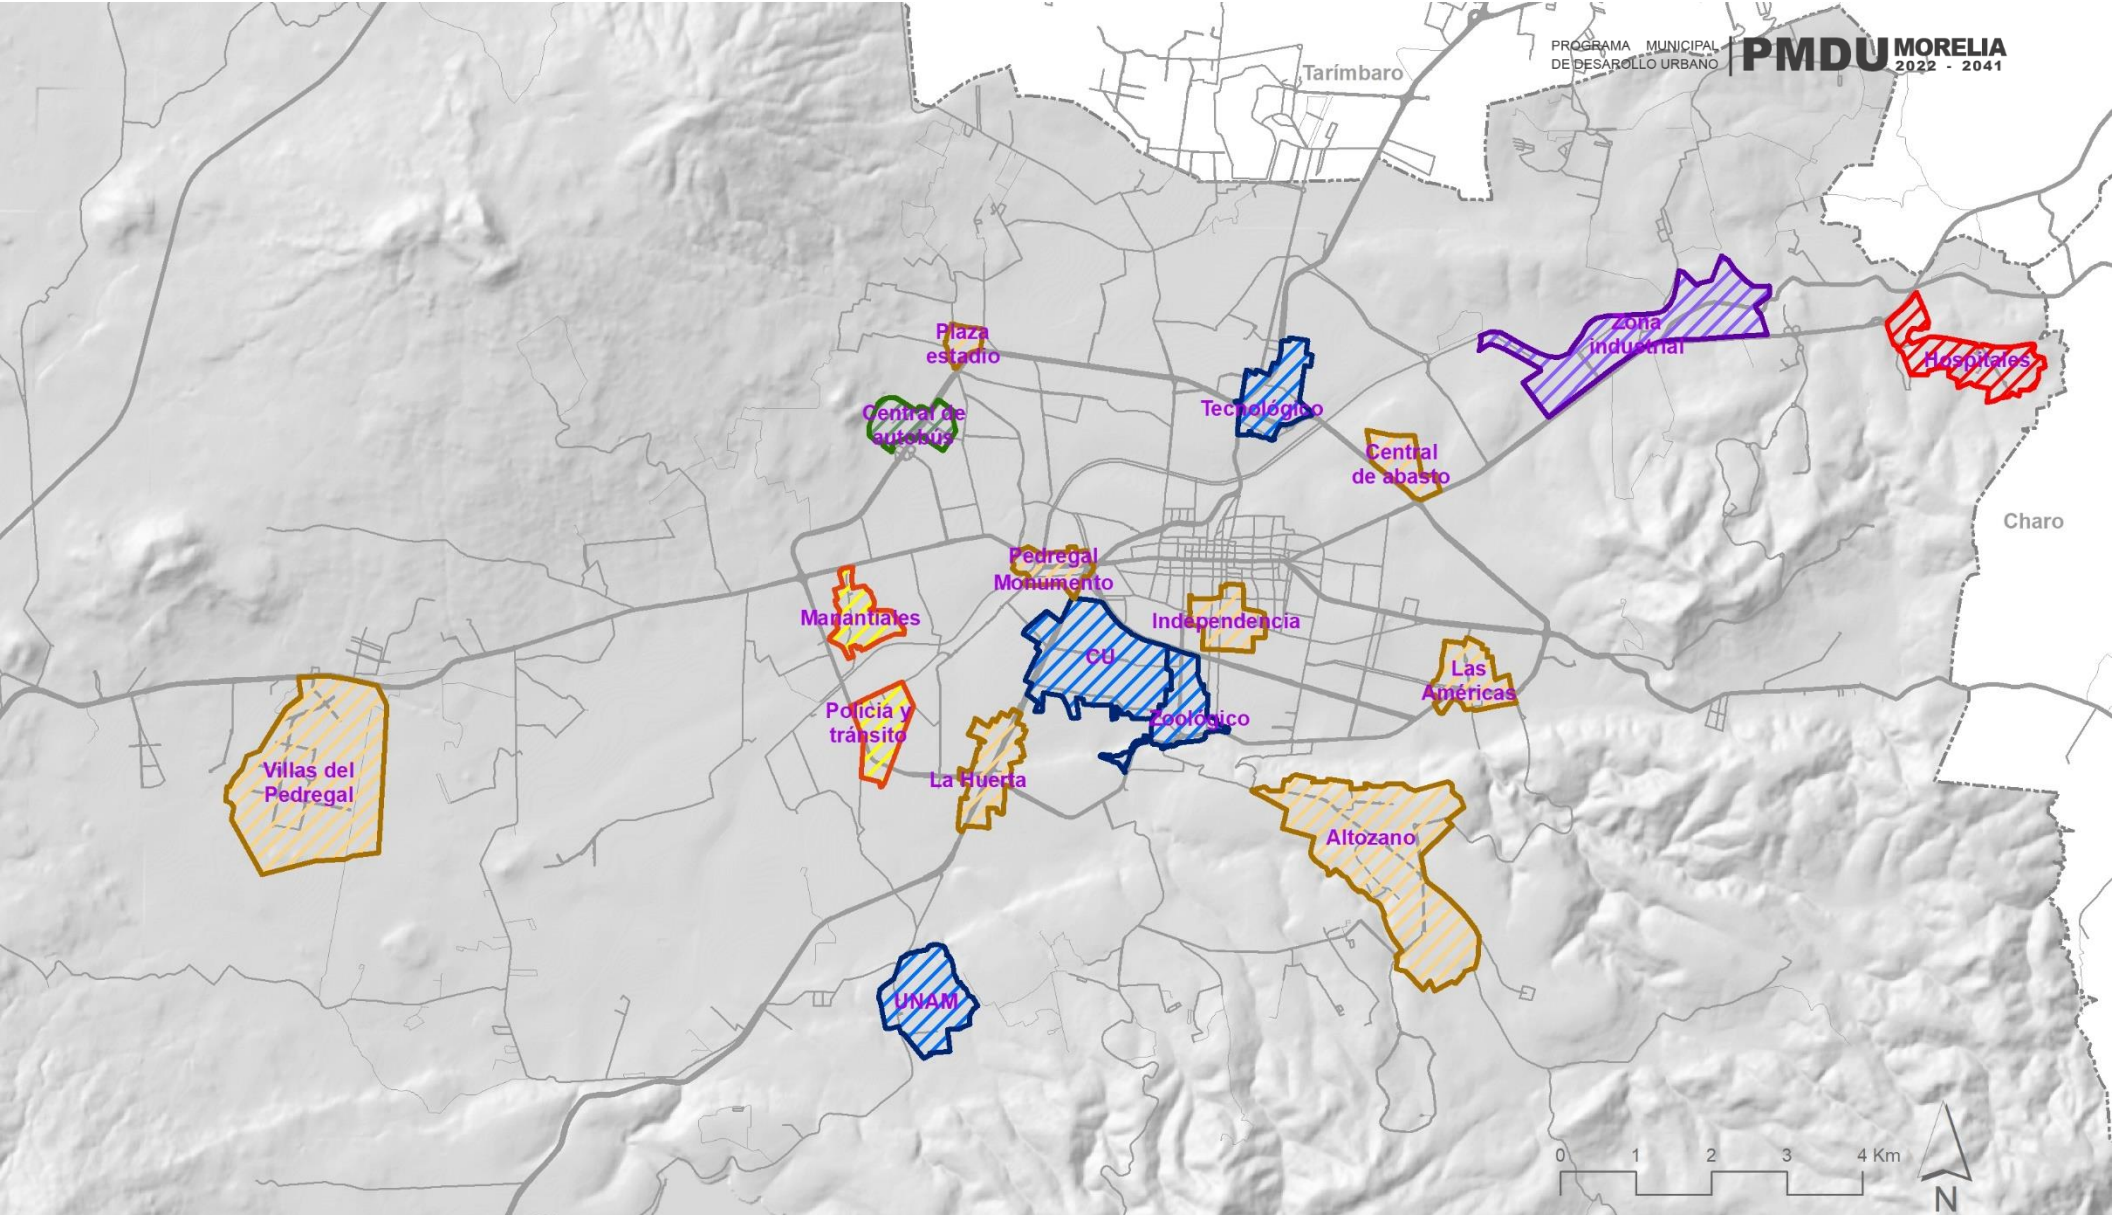 PROGRAMA MUNICIPAL
DE DESAROLLO URBANO
PMDU MORELIA
2022 - 2041
Tarímbaro
Plaza
estadio
Zona
industrial
Hospitales
Central de
autobús
Tecnológico
Central
de abasto
Charo
Pedregal
Monumento
Manantiales
Independencia
CU
Las
Américas
Policía y
tránsito
Zoológico
Villas del
Pedregal
La Huerta
Altozano
UNAM
0 1 2 3 4 Km
N